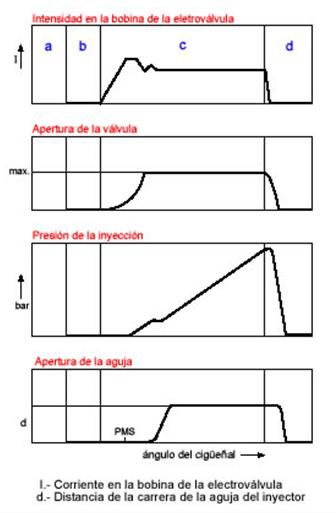 Intensidad en la bobina de la eletroválvula
a b c d
I
Apertura de la válvula
max.
Presión de la inyección
bar
Apertura de la aguja
d
PMS
ángulo del cigüeñal
I.- Corriente en la bobina de la electroválvula
d.- Distancia de la carrera de la aguja del inyector